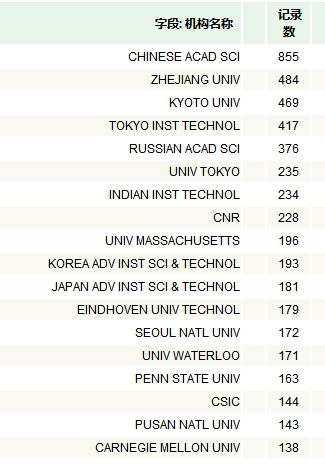 字段: 机构名称 记录
数
CHINESE ACAD SCI 855
ZHEJIANG UNIV 484
KYOTO UNIV 469
TOKYO INST TECHNOL 417
RUSSIAN ACAD SCI 376
UNIV TOKYO 235
INDIAN INST TECHNOL 234
CNR 228
UNIV MASSACHUSETTS 196
KOREA ADV INST SCI & TECHNOL 193
JAPAN ADV INST SCI & TECHNOL 181
EINDHOVEN UNIV TECHNOL 179
SEOUL NATL UNIV 172
UNIV WATERLOO 171
PENN STATE UNIV 163
CSIC 144
PUSAN NATL UNIV 143
CARNEGIE MELLON UNIV 138